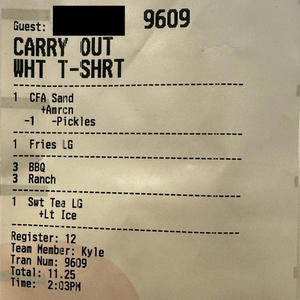 Guest: 9609
CARRY OUT
WHT T-SHRT
1 CFA Sand
+Amrcn
-1 -Pickles
1 Fries LG
3 BBQ
3 Ranch
1 Swt Tea LG
+Lt Ice
Register: 12
Team Member: Kyle
Tran Num: 9609
Total: 11.25
Time: 2:03PM